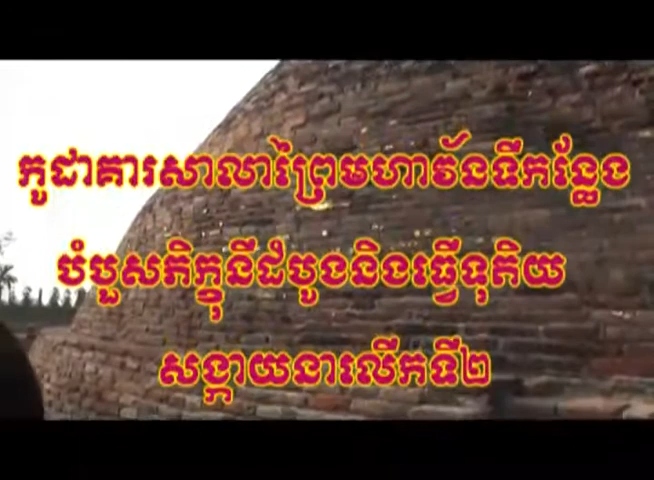 កូដាគារសាលាព្រៃមហាវ័នទីកន្លែង
បំបួសភិក្ខុនីដំបូងនិងធ្វើទុតិយ
សង្កាយនារលើកទី២